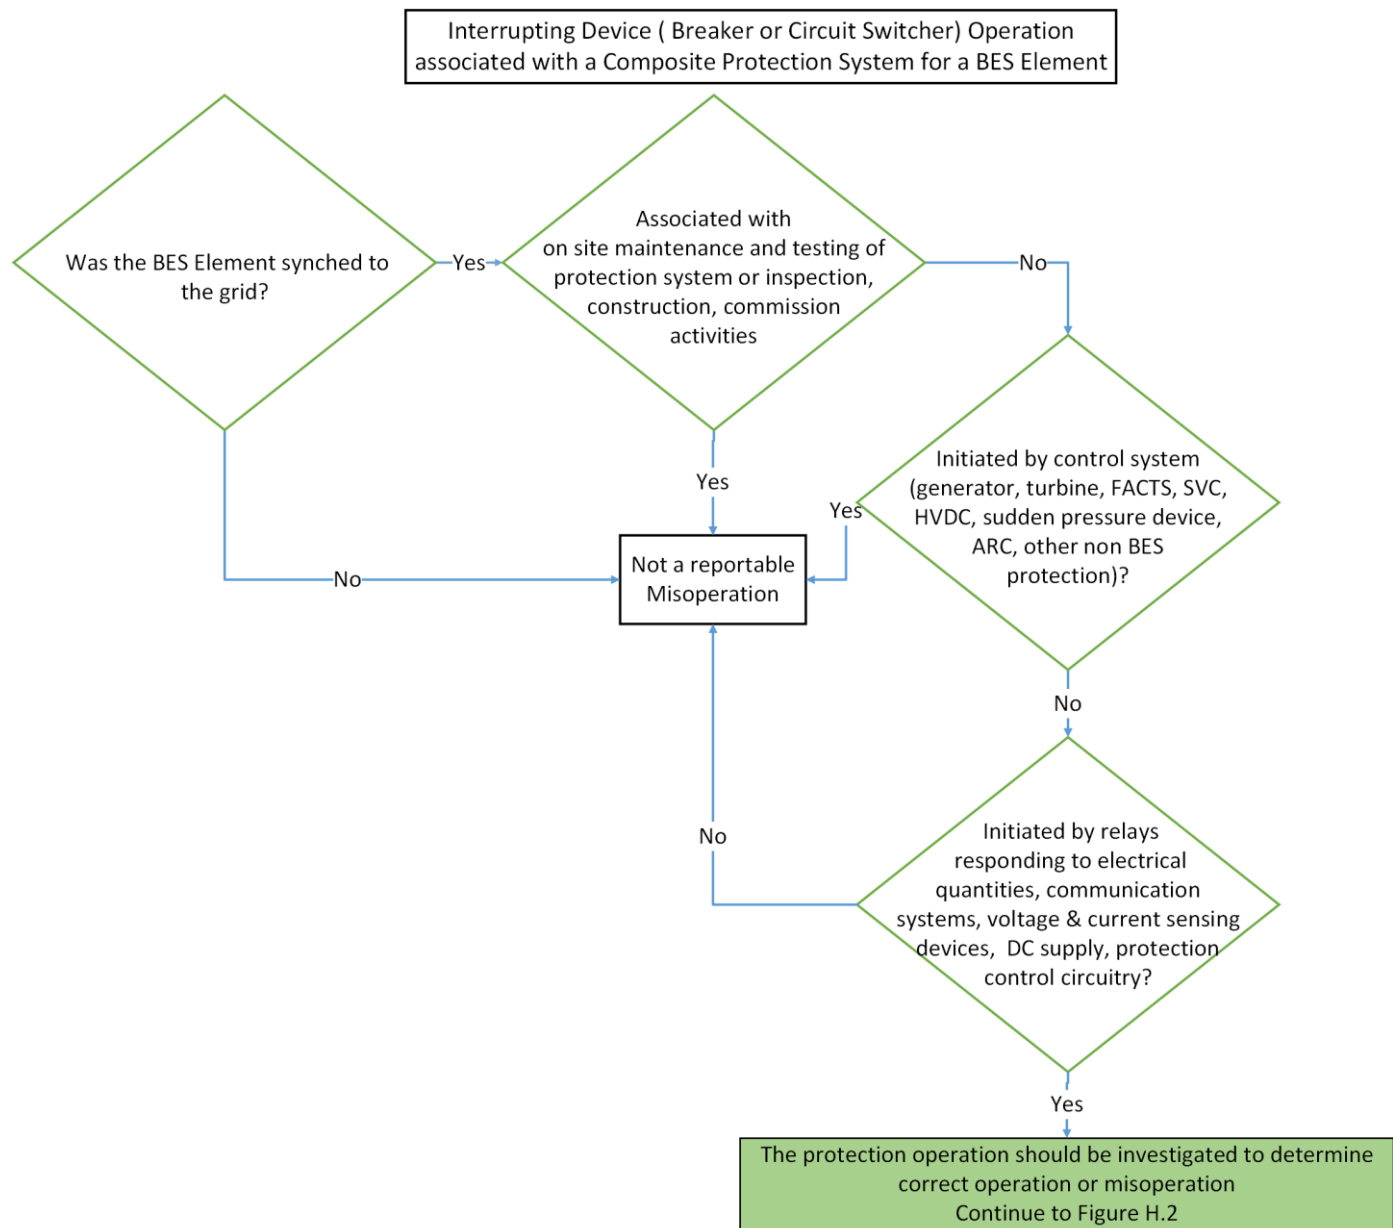 Interrupting Device ( Breaker or Circuit Switcher) Operation
associated with a Composite Protection System for a BES Element
Was the BES Element synched to
the grid?
Yes
Associated with
on site maintenance and testing of
protection system or inspection,
construction, commission
activities
No
Yes
Initiated by control system
(generator, turbine, FACTS, SVC,
HVDC, sudden pressure device,
ARC, other non BES
protection)?
Yes
Not a reportable
Misoperation
No
No
No
Initiated by relays
responding to electrical
quantities, communication
systems, voltage & current sensing
devices,  DC supply, protection
control circuitry?
Yes
The protection operation should be investigated to determine
correct operation or misoperation
Continue to Figure H.2